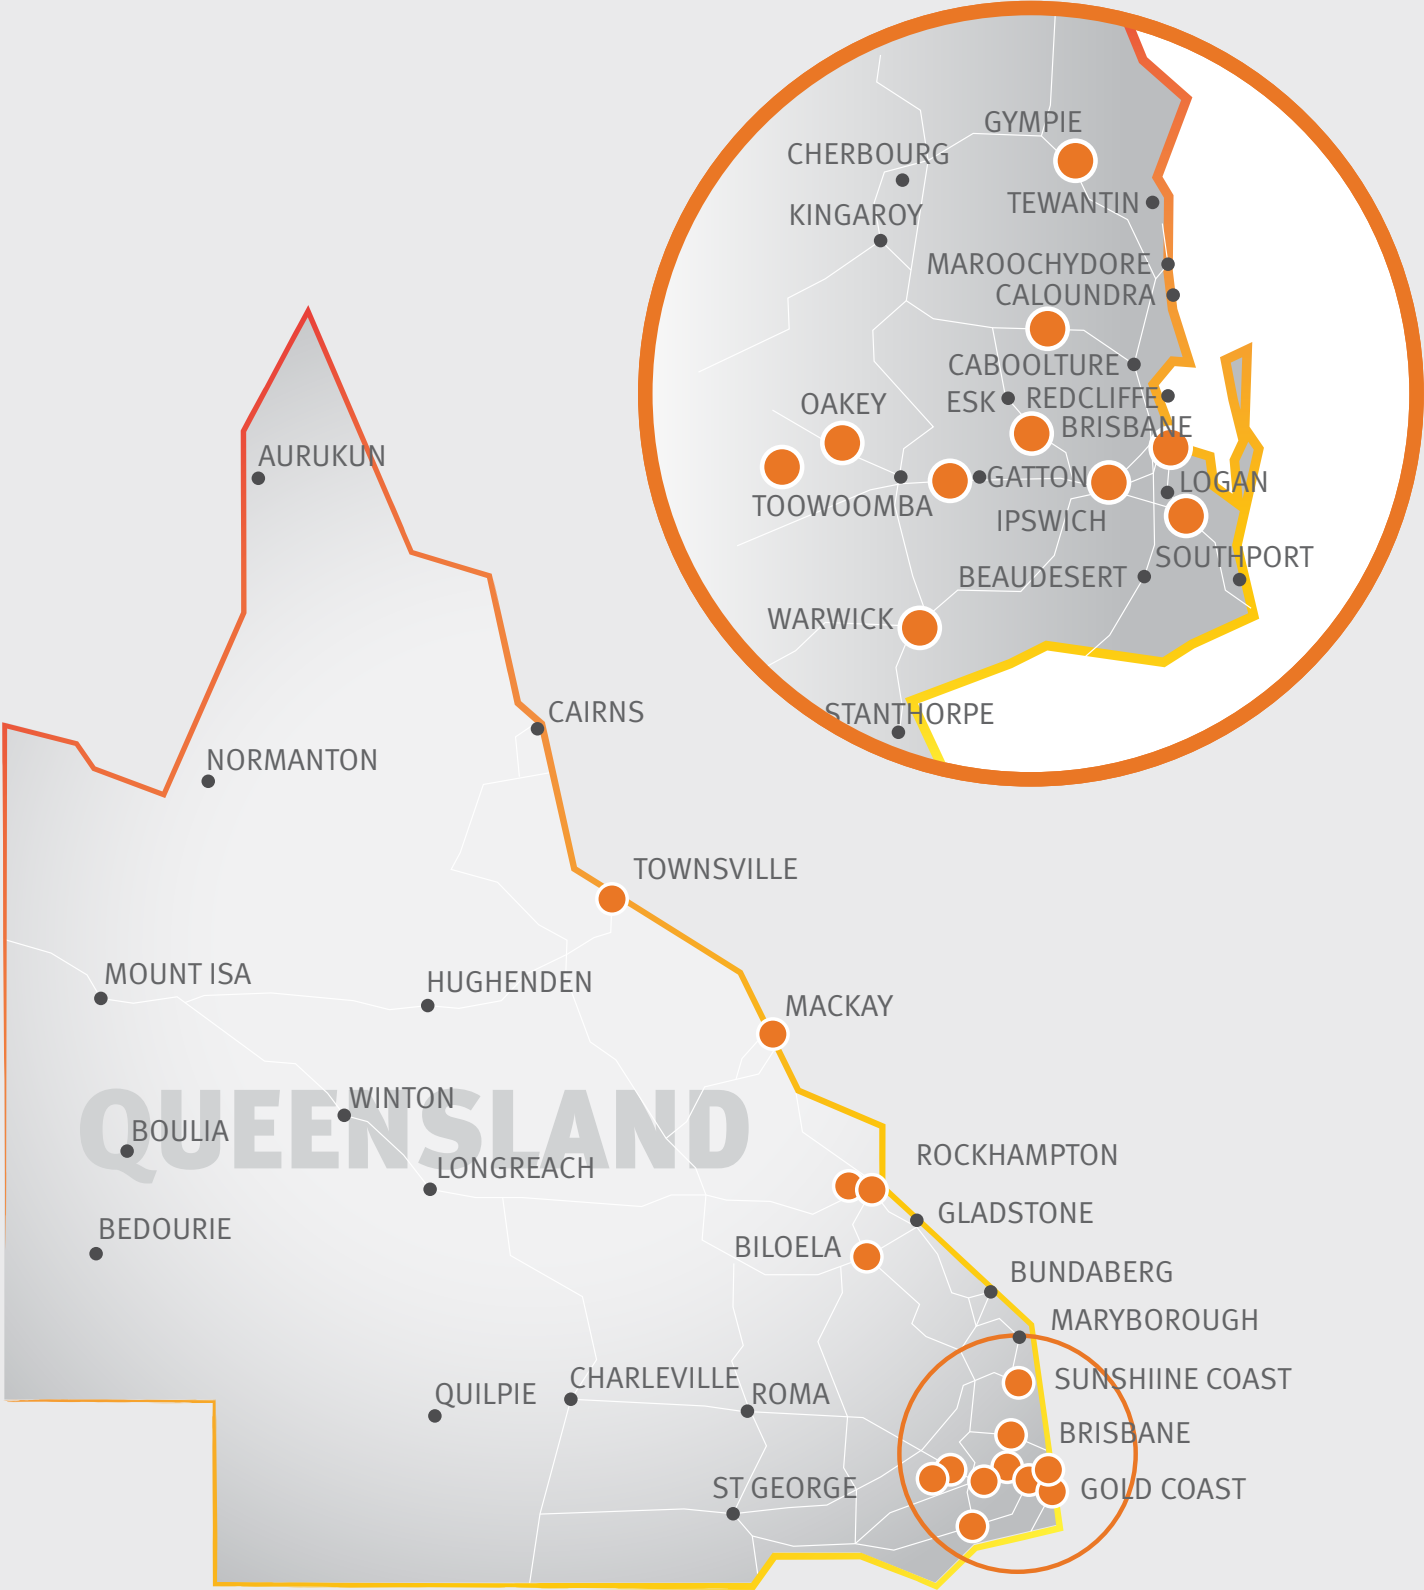 GYMPIE
CHERBOURG
TEWANTIN
KINGAROY
MAROOCHYDORE
CALOUNDRA
CABOOLTURE
ESK
REDCLIFFE
OAKEY
BRISBANE
GATTON
LOGAN
TOOWOOMBA
IPSWICH
SOUTHPORT
BEAUDESERT
WARWICK
STANTHORPE
AURUKUN
CAIRNS
NORMANTON
TOWNSVILLE
MOUNT ISA
HUGHENDEN
MACKAY
QUEENSLAND
WINTON
BOULIA
ROCKHAMPTON
LONGREACH
GLADSTONE
BEDOURIE
BILOELA
BUNDABERG
MARYBOROUGH
CHARLEVILLE
SUNSHIINE COAST
QUILPIE
ROMA
BRISBANE
ST GEORGE
GOLD COAST